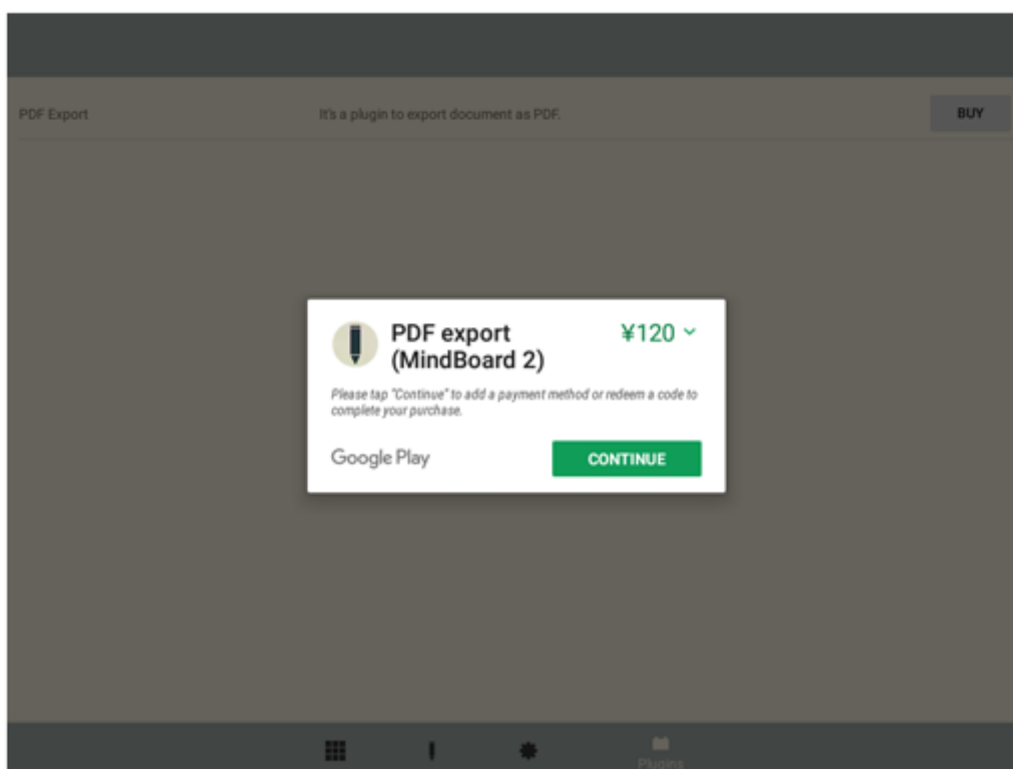 PDF Export It's a plugin to export document as PDF. BUY
PDF export ¥120
(MindBoard 2)
Please tap "Continue" to add a payment method or redeem a code to
complete your purchase.
Google Play CONTINUE
Plugins